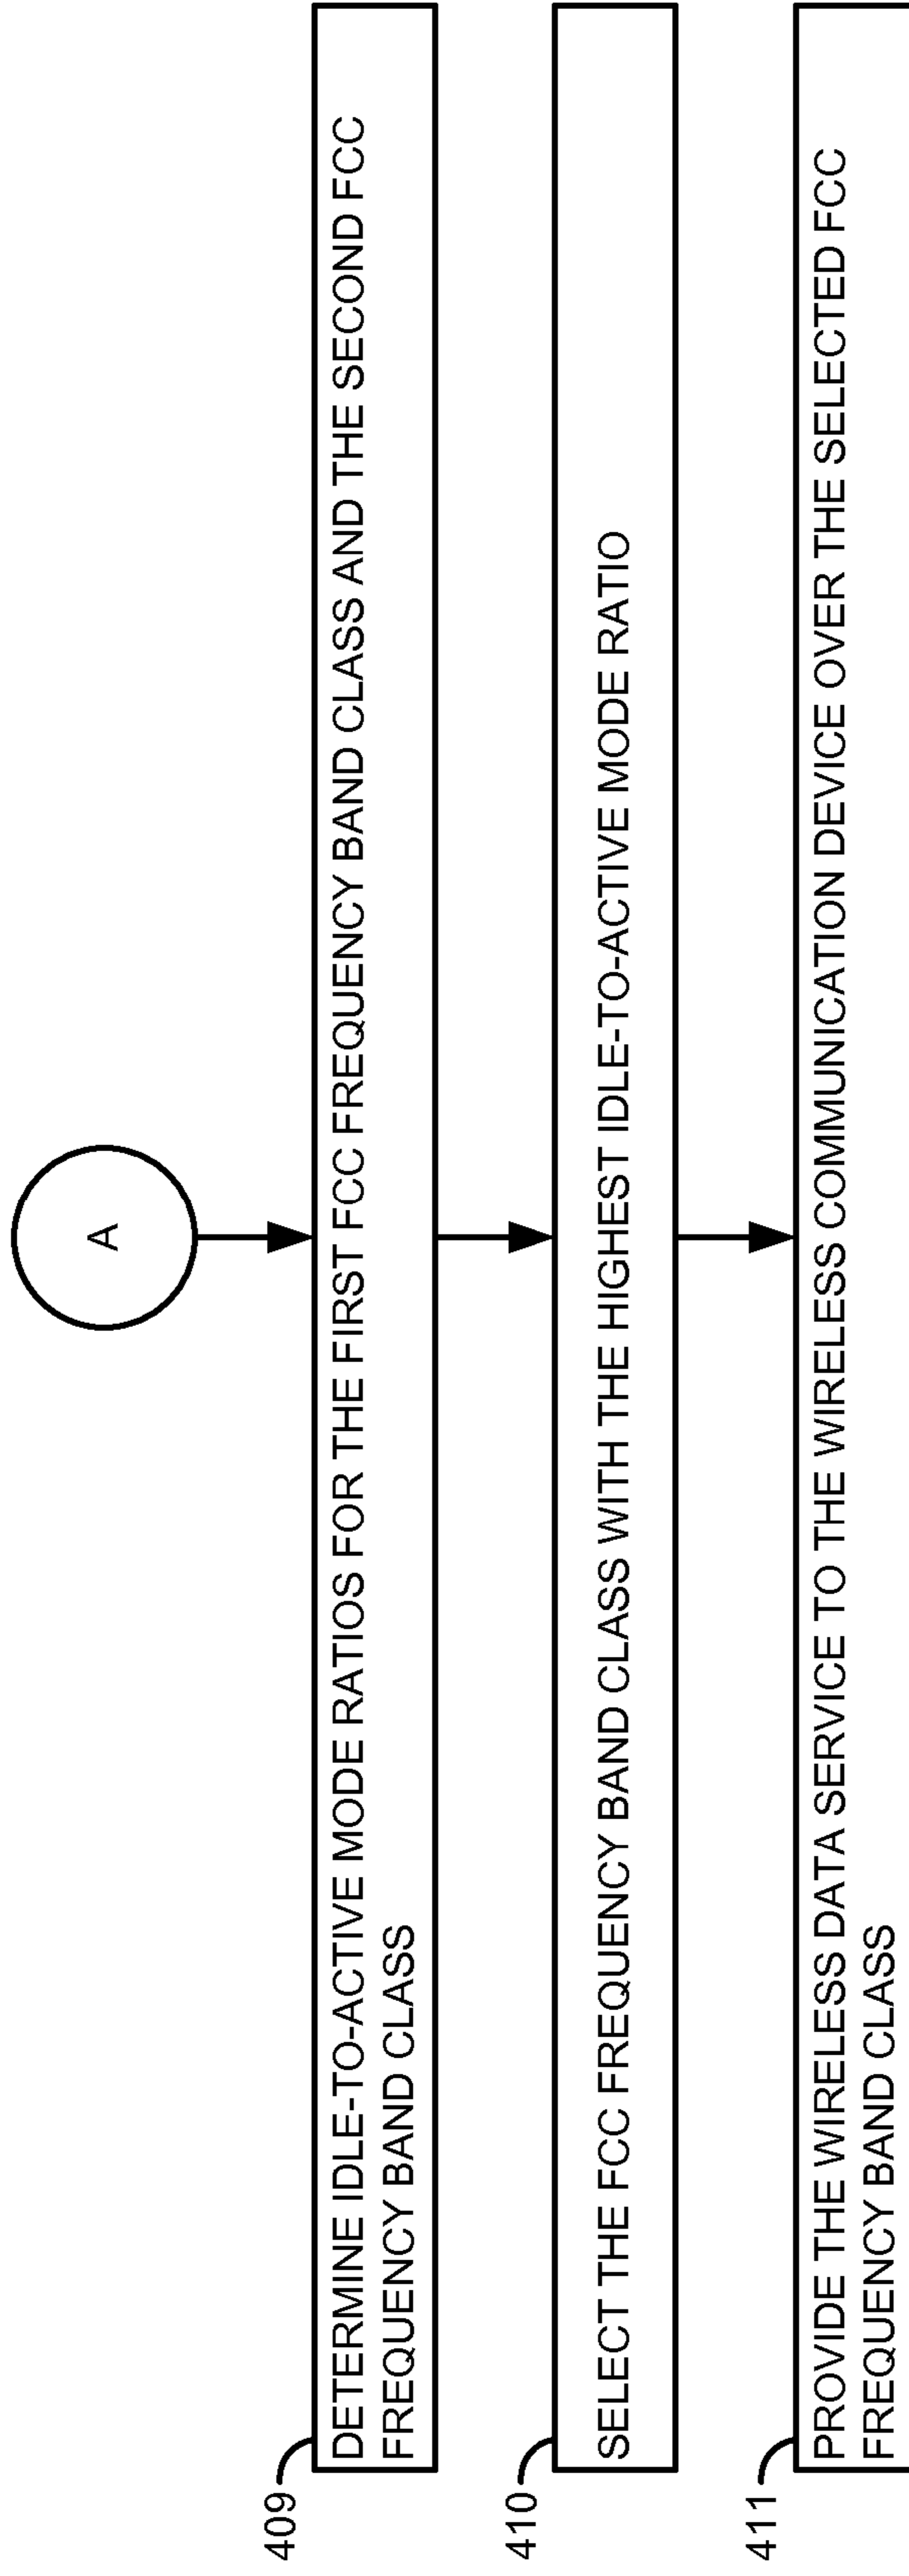 A
409
DETERMINE IDLE-TO-ACTIVE MODE RATIOS FOR THE FIRST FCC FREQUENCY BAND CLASS AND THE SECOND FCC
FREQUENCY BAND CLASS
410
SELECT THE FCC FREQUENCY BAND CLASS WITH THE HIGHEST IDLE-TO-ACTIVE MODE RATIO
411
PROVIDE THE WIRELESS DATA SERVICE TO THE WIRELESS COMMUNICATION DEVICE OVER THE SELECTED FCC
FREQUENCY BAND CLASS